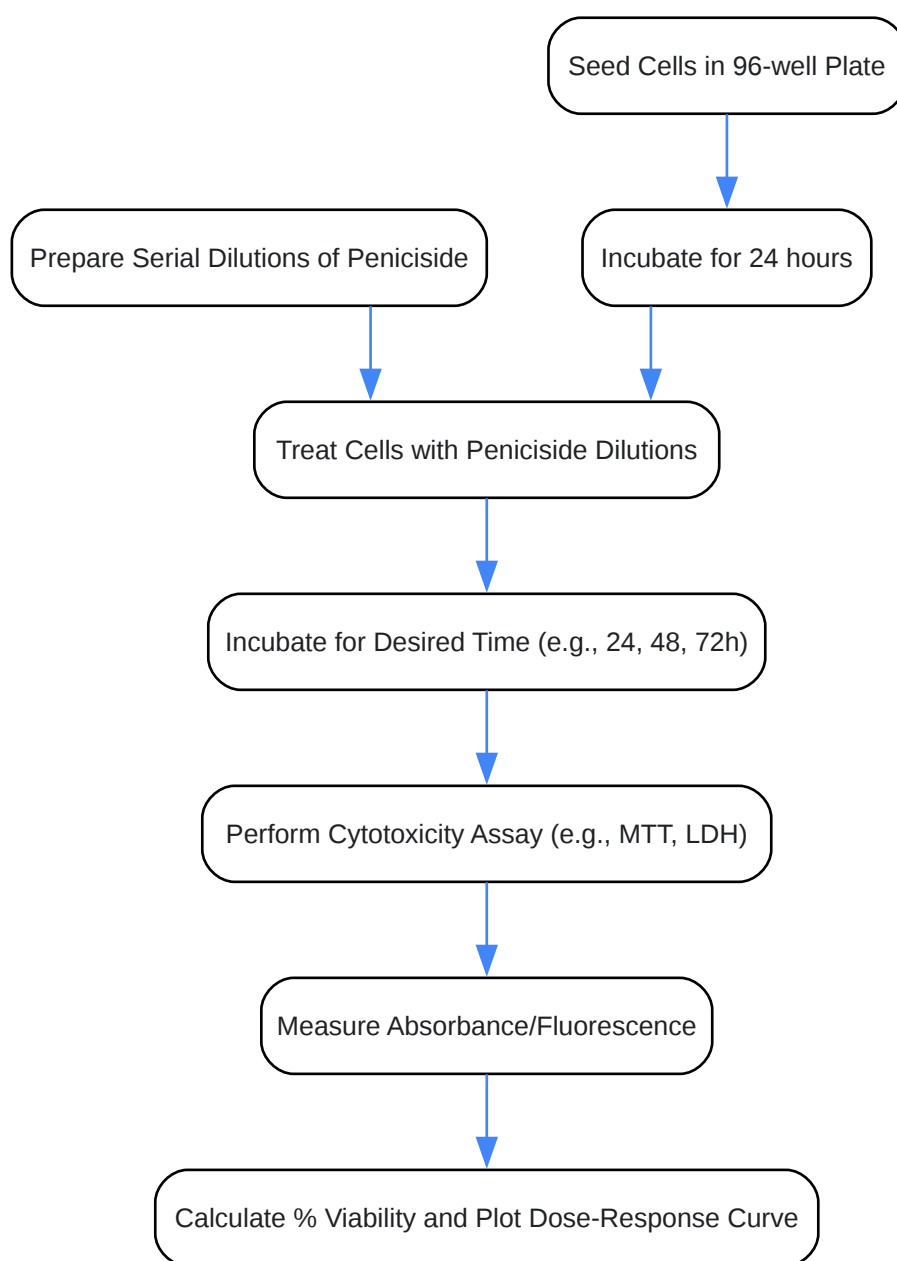 Seed Cells in 96-well Plate
Prepare Serial Dilutions of Peniciside
Incubate for 24 hours
Treat Cells with Peniciside Dilutions
Incubate for Desired Time (e.g., 24, 48, 72h)
Perform Cytotoxicity Assay (e.g., MTT, LDH)
Measure Absorbance/Fluorescence
Calculate % Viability and Plot Dose-Response Curve